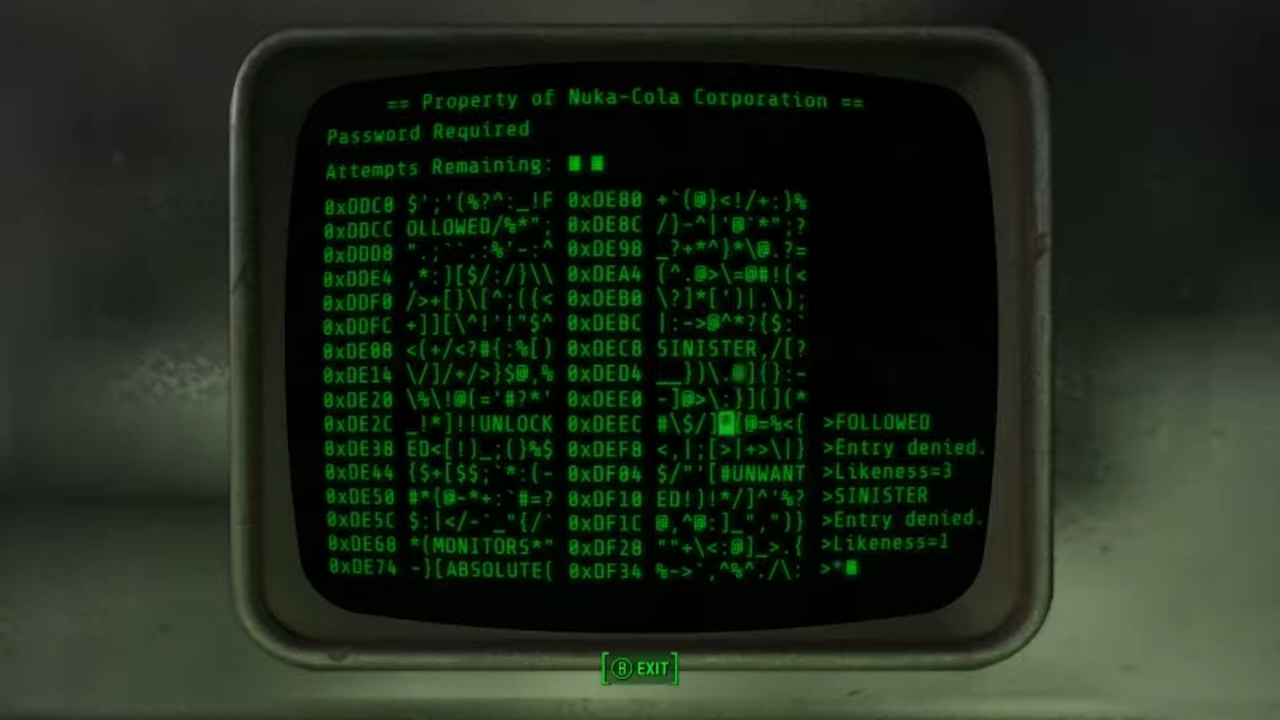 == Property of Nuka-Cola Corporation ==
Password Required
Attempts Remaining: ■ ■
0xDDC0 $';'(%?^:_!F 0xDE80 +`(@}<!/+:}%
0xDDCC OLLOWED/%*"; 0xDE8C /}-^|'@`*";?
0xDDD8 ".;``.:%'-:^ 0xDE98 _?+*^}*\@.?=
0xDDE4 ,*:)[$/:/}\\ 0xDEA4 (^.@>\=@#!(<
0xDDF0 />+[}\[^;({< 0xDEB0 \?]*[')|.\);
0xDDFC +]][\^!'!"$^ 0xDEBC |:->@^*?{$:`
0xDE08 <(+/<?#{:%[) 0xDEC8 SINISTER,/[?
0xDE14 \/]/+/>}$@,% 0xDED4 __})\. ]{}:-
0xDE20 \%\!@(='#?*' 0xDEE0 -]@>\:}](](*
0xDE2C _!*]!!UNLOCK 0xDEEC #\$/] [@=%<{
0xDE38 ED<[!)_;(}%$ 0xDEF8 <,|;[>|+>\|}
0xDE44 {$+[$$;`*:(- 0xDF04 $/"'[#UNWANT
0xDE50 #*{@-*+:`#=? 0xDF10 ED!)!*/]^'%?
0xDE5C $:|</-`_"{/` 0xDF1C @,^@:]_",")}
0xDE68 *(MONITORS*" 0xDF28 ""+\<:@]_>.{
0xDE74 -}[ABSOLUTE( 0xDF34 %->`,^%^./\:
>FOLLOWED
>Entry denied.
>Likeness=3
>SINISTER
>Entry denied.
>Likeness=1
>*■
[Ⓑ EXIT]